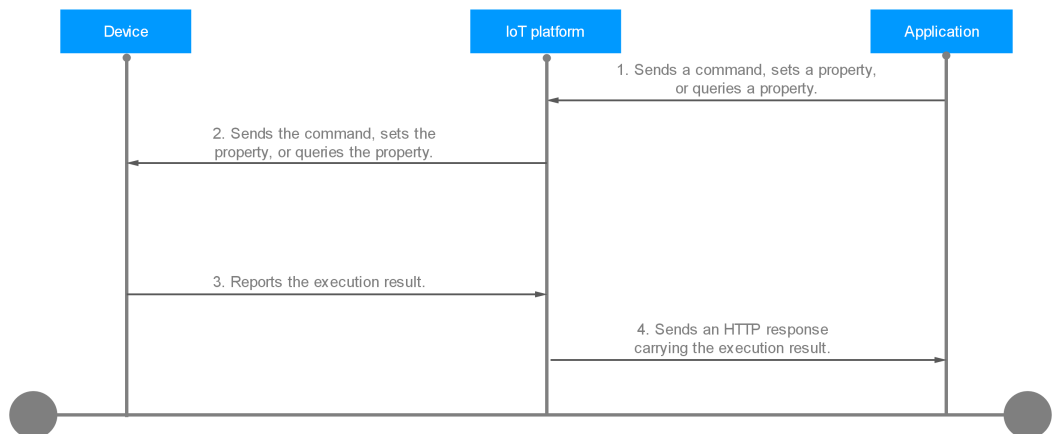 Device
IoT platform
Application
1. Sends a command, sets a property,
or queries a property.
2. Sends the command, sets the
property, or queries the property.
3. Reports the execution result.
4. Sends an HTTP response
carrying the execution result.